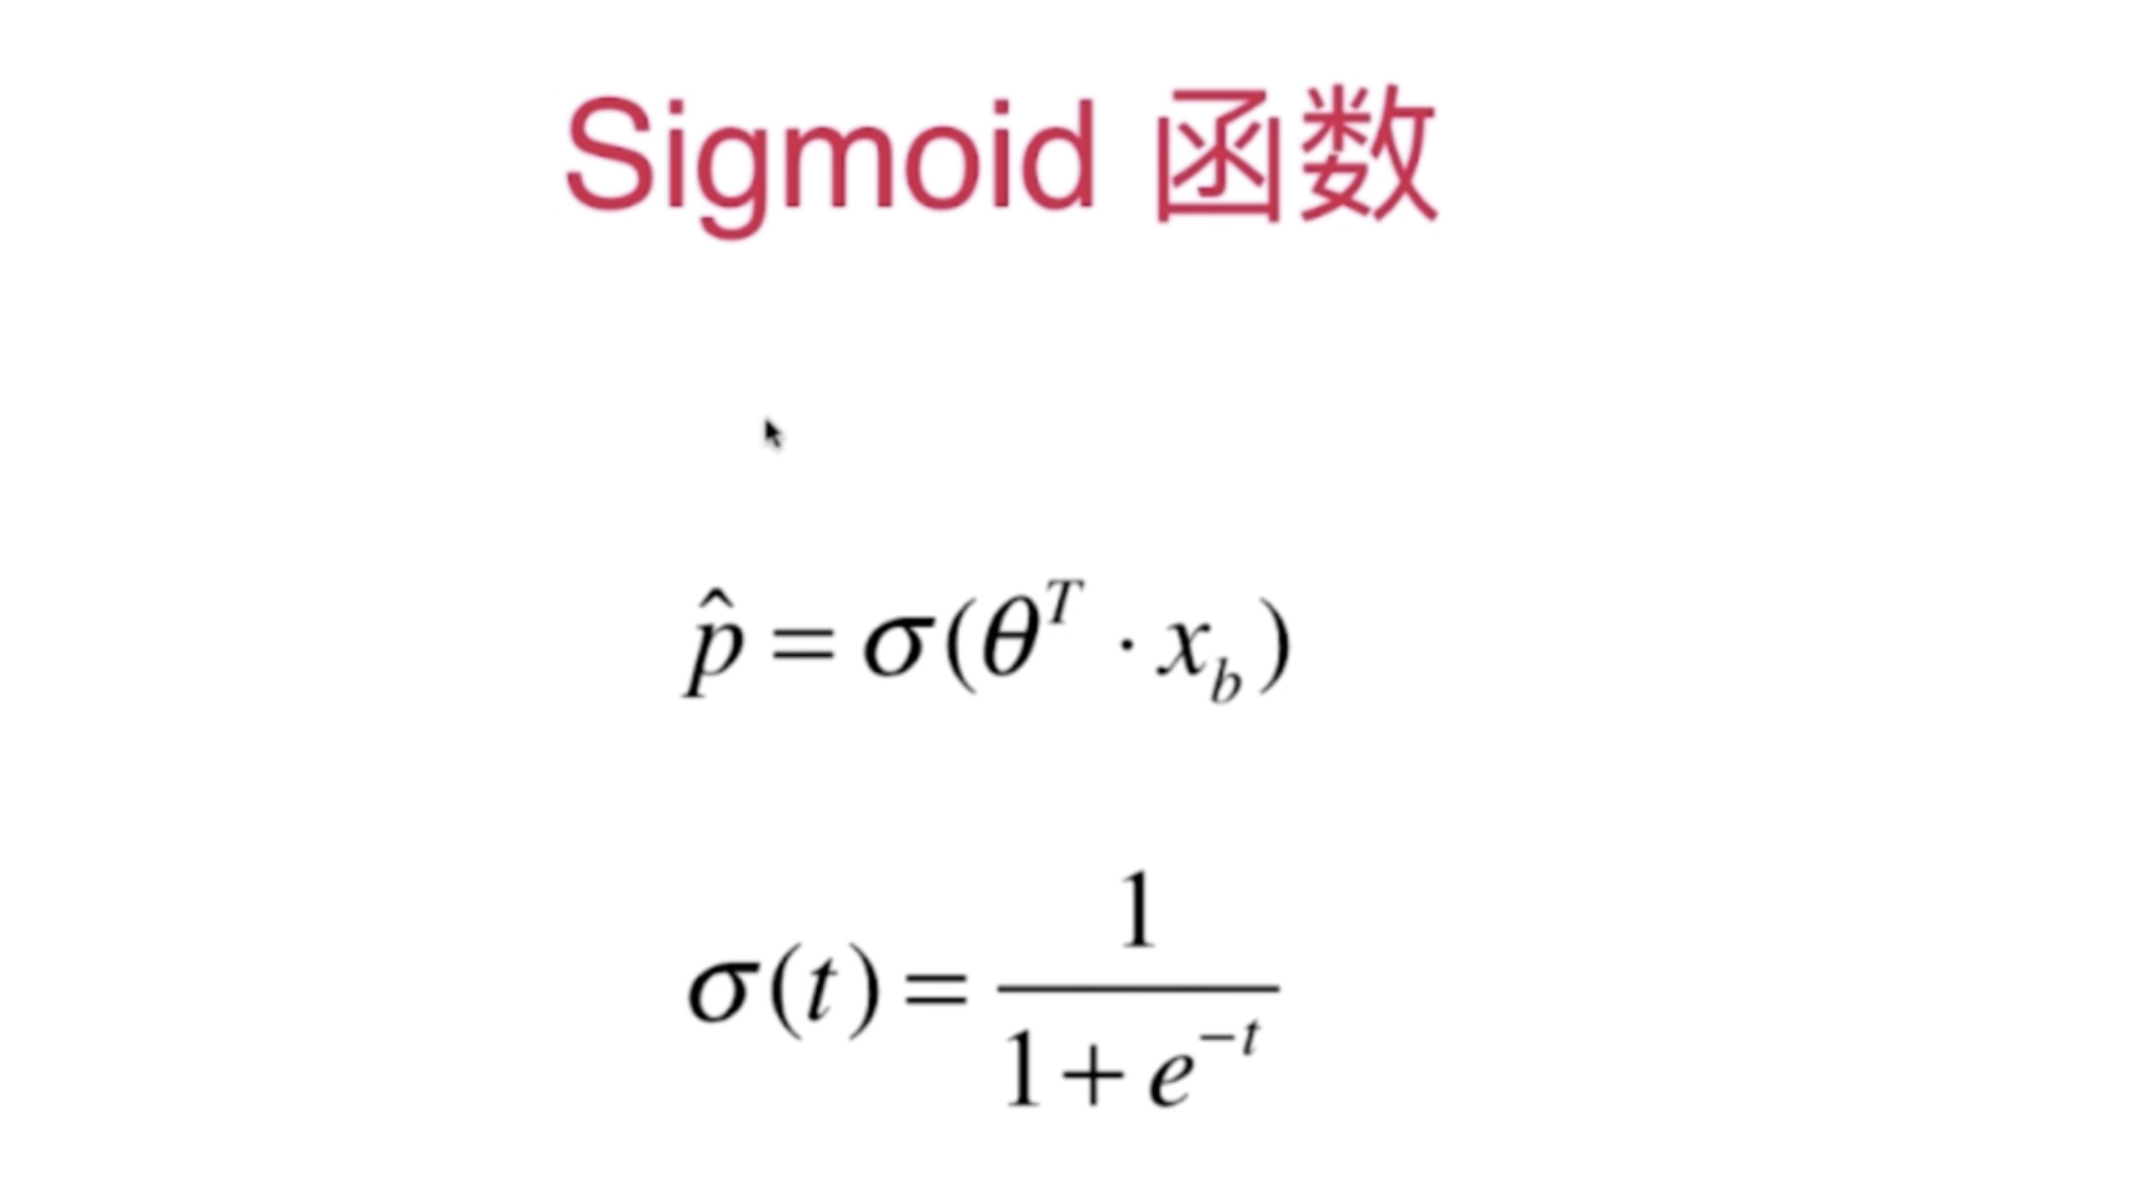 Sigmoid 函数
p̂ = σ(θ^T · x_b)
σ(t) = 1 / (1 + e^{-t})